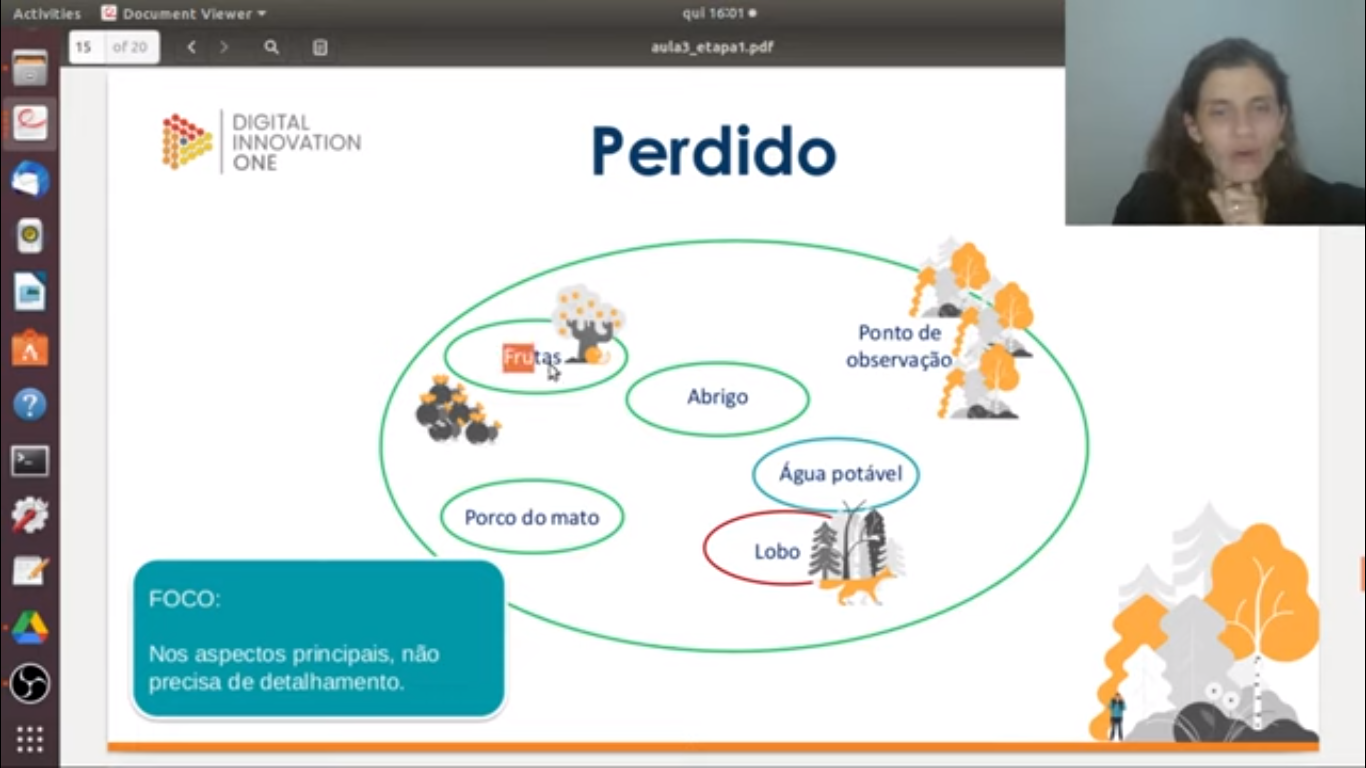 Activities
Document Viewer
qui 16:01
15 of 20
aula3_etapa1.pdf
DIGITAL
INNOVATION
ONE
Perdido
Frutas
Ponto de
observação
Abrigo
Água potável
Porco do mato
Lobo
FOCO:
Nos aspectos principais, não
precisa de detalhamento.